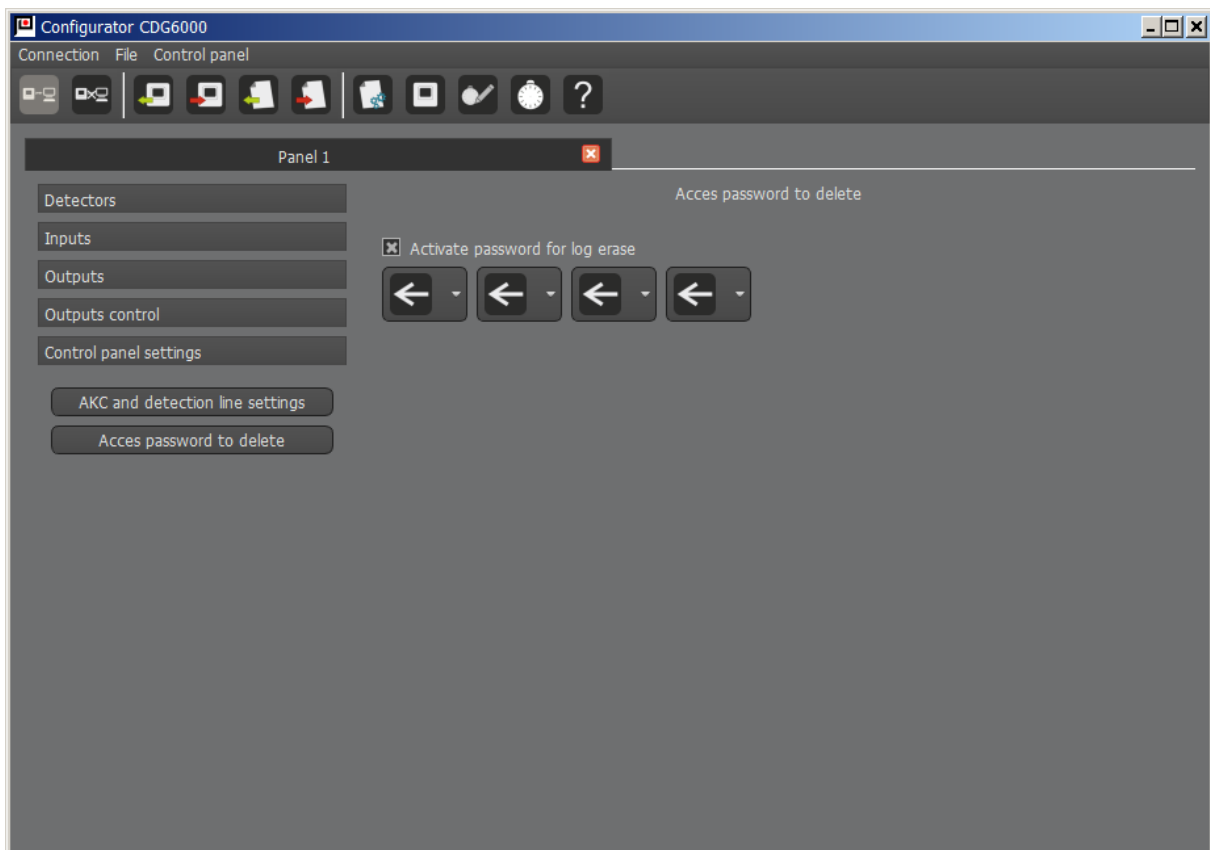 Configurator CDG6000
Connection File Control panel
?
Panel 1
Acces password to delete
Detectors
Inputs
Outputs
Outputs control
Control panel settings
AKC and detection line settings
Acces password to delete
Activate password for log erase